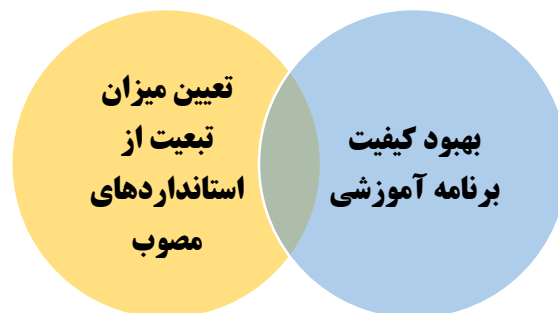 بهبود کیفیت
برنامه آموزشی
تعیین میزان
تبعیت از
استانداردهای
مصوب